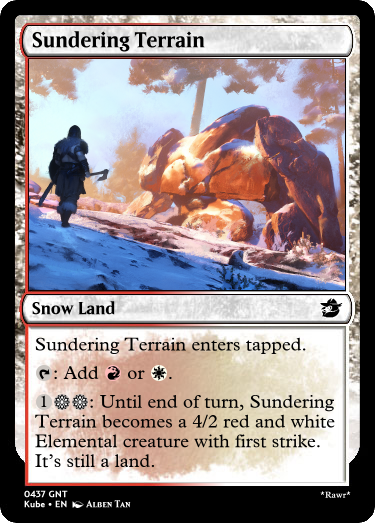 Sundering Terrain
Snow Land
Sundering Terrain enters tapped.
: Add or .
1 : Until end of turn, Sundering
Terrain becomes a 4/2 red and white
Elemental creature with first strike.
It's still a land.
0437 GNT
*Rawr*
Kube • EN Alben Tan